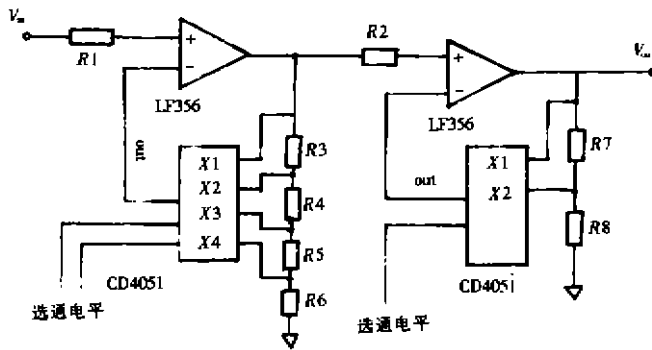 Vin
R1
+
−
LF356
R2
+
−
LF356
Vout
out
X1
X2
X3
X4
CD4051
R3
R4
R5
R6
选通电平
out
X1
X2
CD4051
R7
R8
选通电平